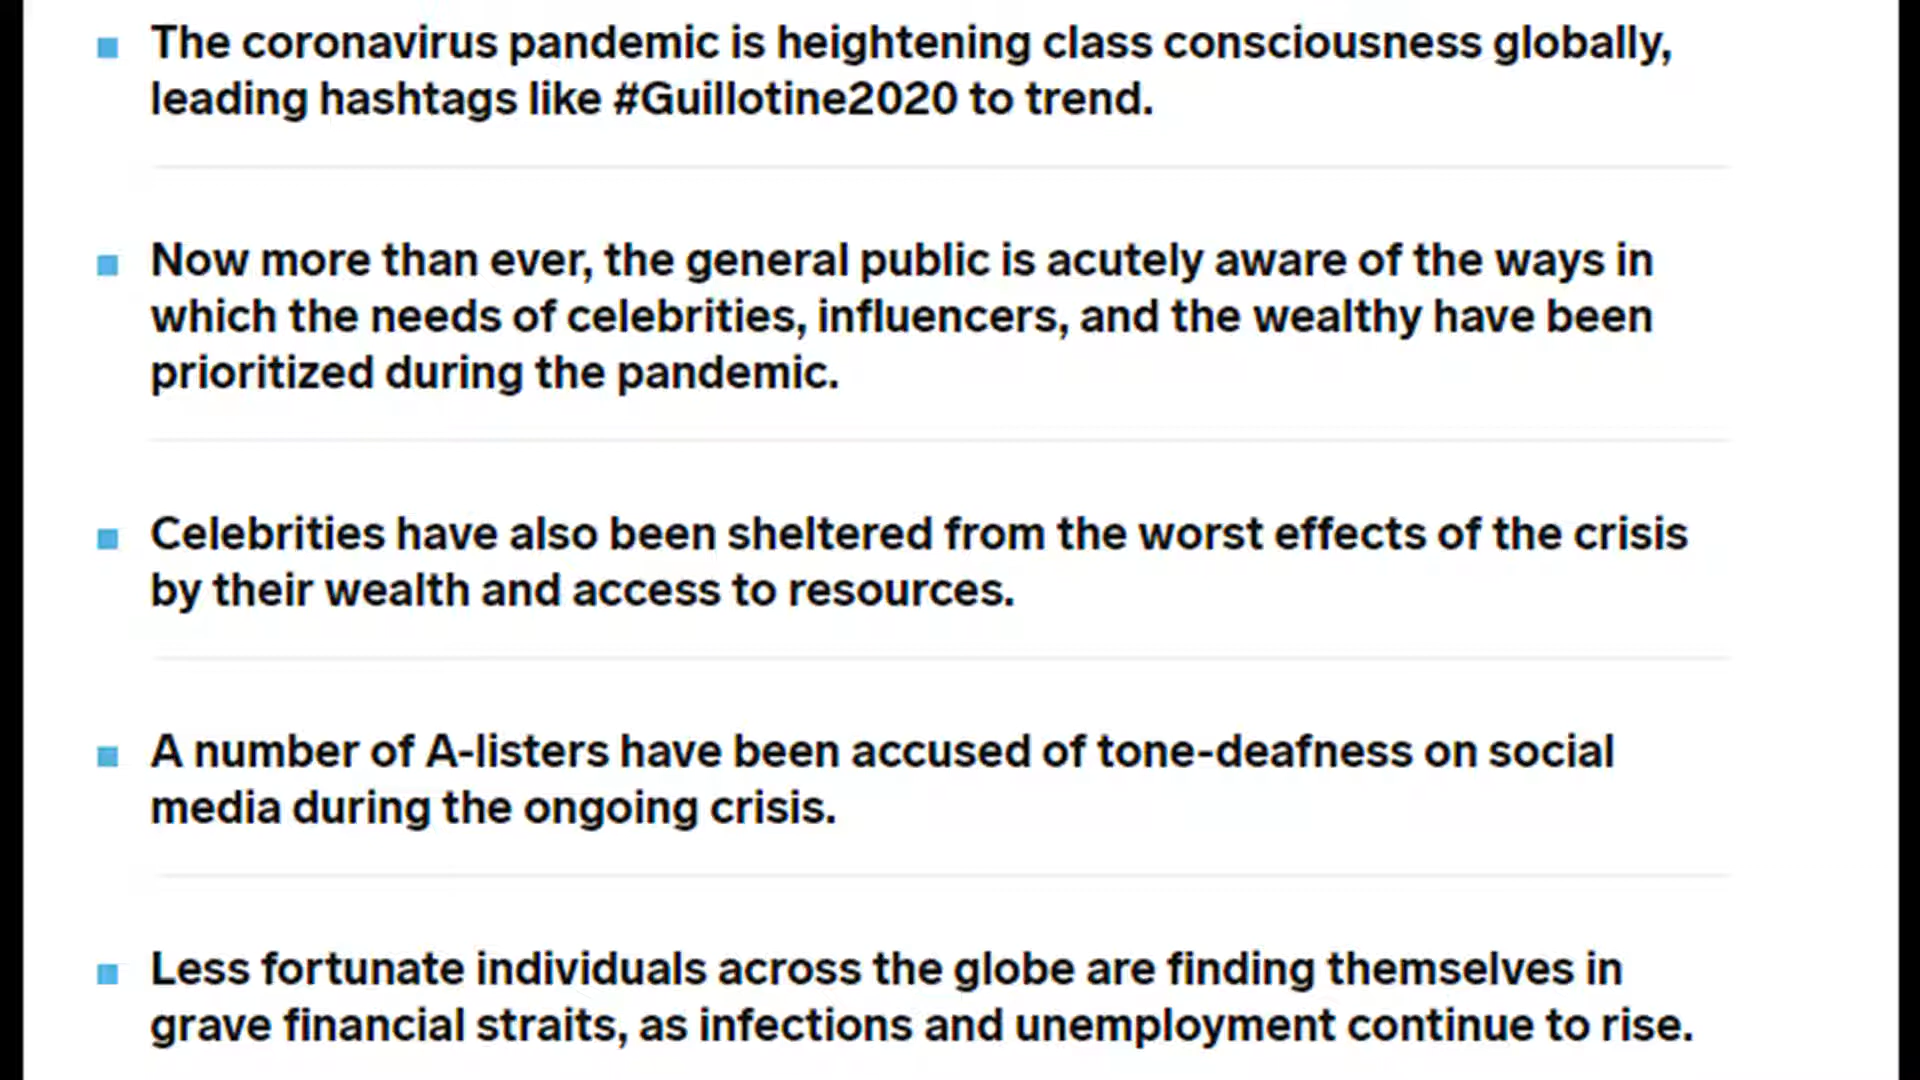 The coronavirus pandemic is heightening class consciousness globally,
leading hashtags like #Guillotine2020 to trend.
Now more than ever, the general public is acutely aware of the ways in
which the needs of celebrities, influencers, and the wealthy have been
prioritized during the pandemic.
Celebrities have also been sheltered from the worst effects of the crisis
by their wealth and access to resources.
A number of A-listers have been accused of tone-deafness on social
media during the ongoing crisis.
Less fortunate individuals across the globe are finding themselves in
grave financial straits, as infections and unemployment continue to rise.